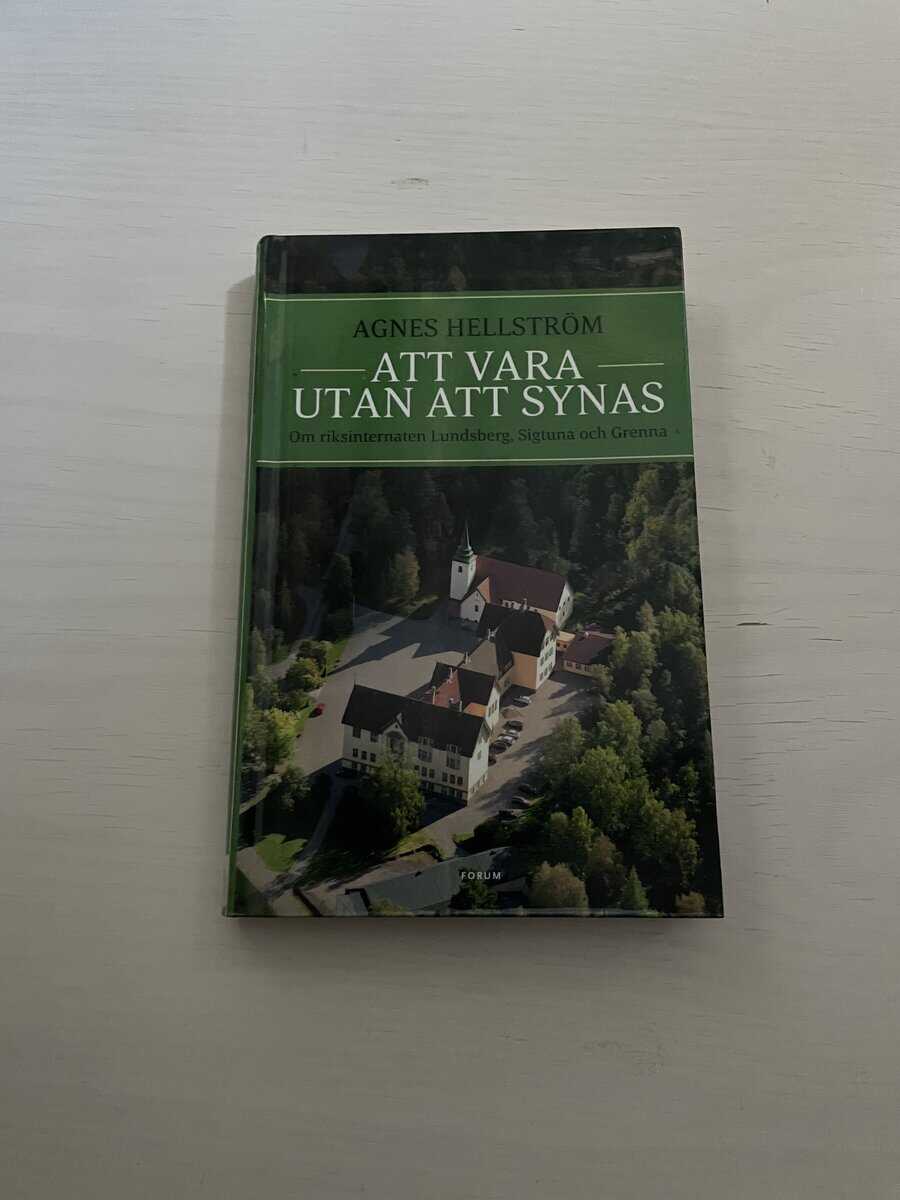 AGNES HELLSTRÖM
ATT VARA
UTAN ATT SYNAS
Om riksinternaten Lundsberg, Sigtuna och Grenna
FORUM